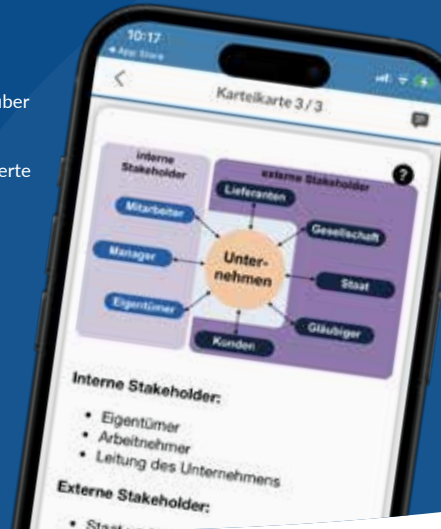 über
erte
10:17
App Store
Karteikarte 3 / 3
?
interne
Stakeholder
externe Stakeholder
Lieferanten
Mitarbeiter
Gesellschaft
Manager
Unter-
nehmen
Staat
Eigentümer
Gläubiger
Kunden
Interne Stakeholder:
• Eigentümer
• Arbeitnehmer
• Leitung des Unternehmens
Externe Stakeholder: